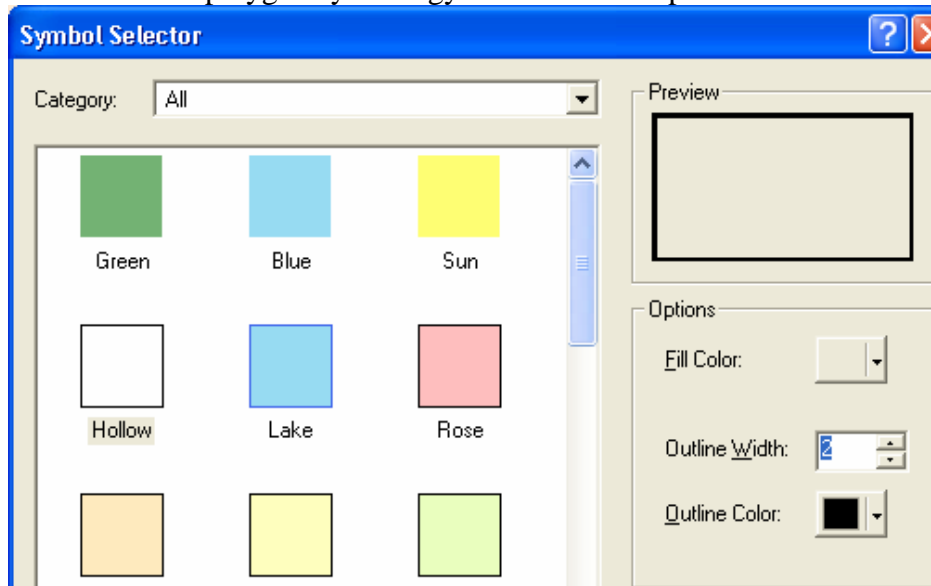 Symbol Selector
Category: All
Preview
Green Blue Sun
Options
Fill Color:
Hollow Lake Rose
Outline Width: 2
Outline Color: